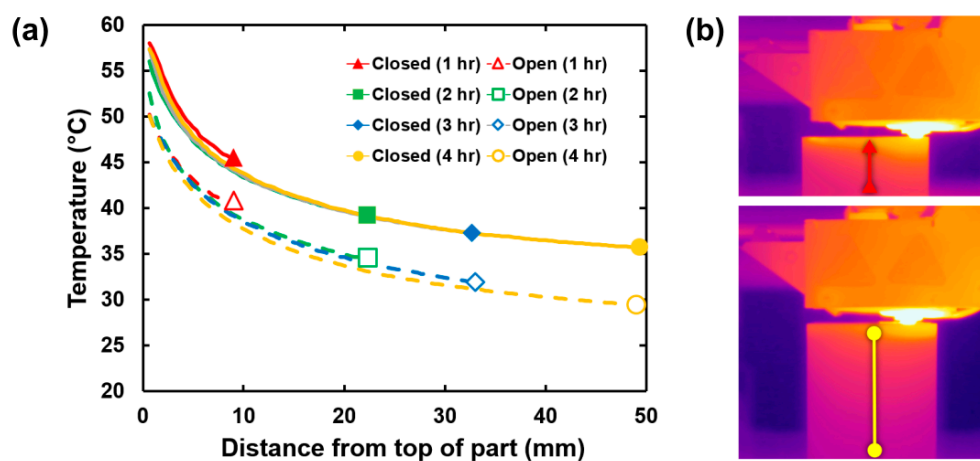 (a)
Temperature (°C)
60
55
50
45
40
35
30
25
20
Closed (1 hr) Open (1 hr)
Closed (2 hr) Open (2 hr)
Closed (3 hr) Open (3 hr)
Closed (4 hr) Open (4 hr)
0 10 20 30 40 50
Distance from top of part (mm)
(b)